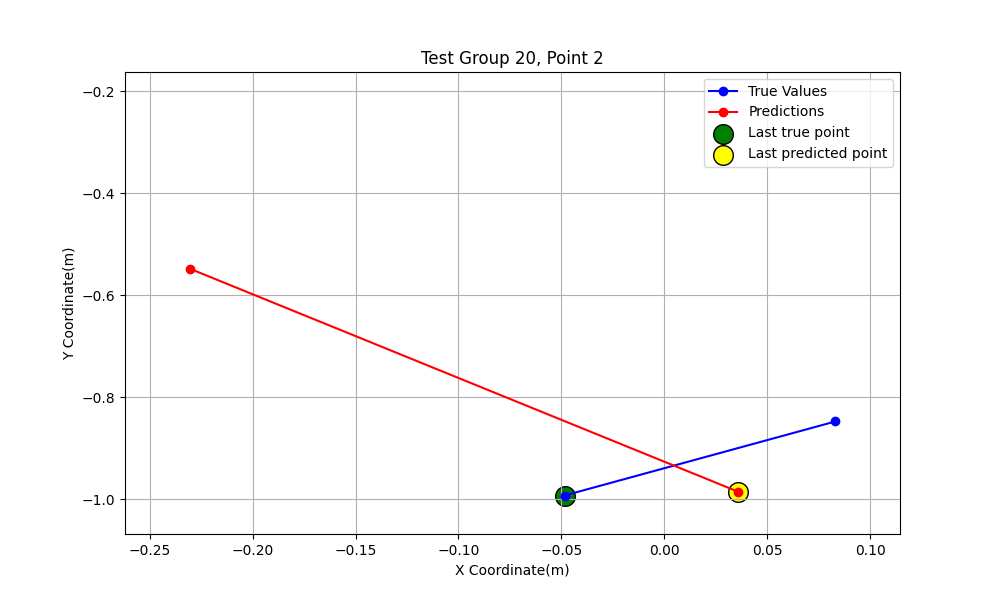 Test Group 20, Point 2
True Values
Predictions
Last true point
Last predicted point
Y Coordinate(m)
−0.2
−0.4
−0.6
−0.8
−1.0
−0.25 −0.20 −0.15 −0.10 −0.05 0.00 0.05 0.10
X Coordinate(m)